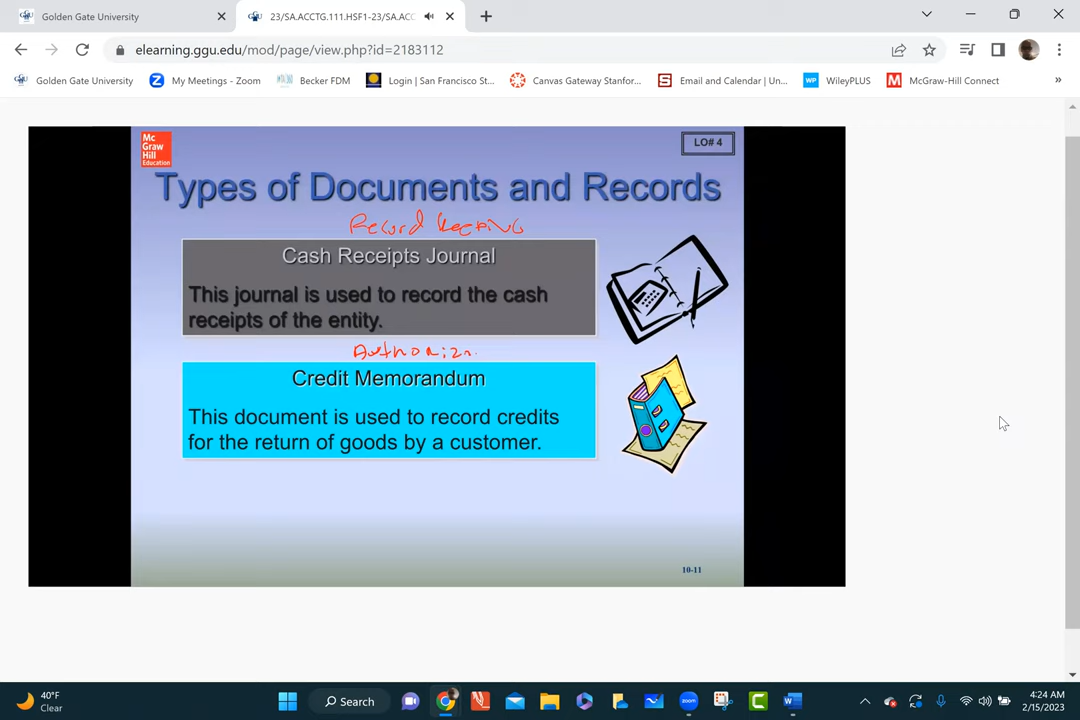 Golden Gate University
23/SA.ACCTG.111.HSF1-23/SA.ACC
elearning.ggu.edu/mod/page/view.php?id=2183112
Golden Gate University
My Meetings - Zoom
Becker FDM
Login | San Francisco St...
Canvas Gateway Stanfor...
Email and Calendar | Un...
WP
WileyPLUS
McGraw-Hill Connect
»
Mc
Graw
Hill
Education
LO# 4
Types of Documents and Records
Record Keeping
Cash Receipts Journal
This journal is used to record the cash
receipts of the entity.
Authoriz
Credit Memorandum
This document is used to record credits
for the return of goods by a customer.
10-11
40°F
Clear
Search
zoom
4:24 AM
2/15/2023